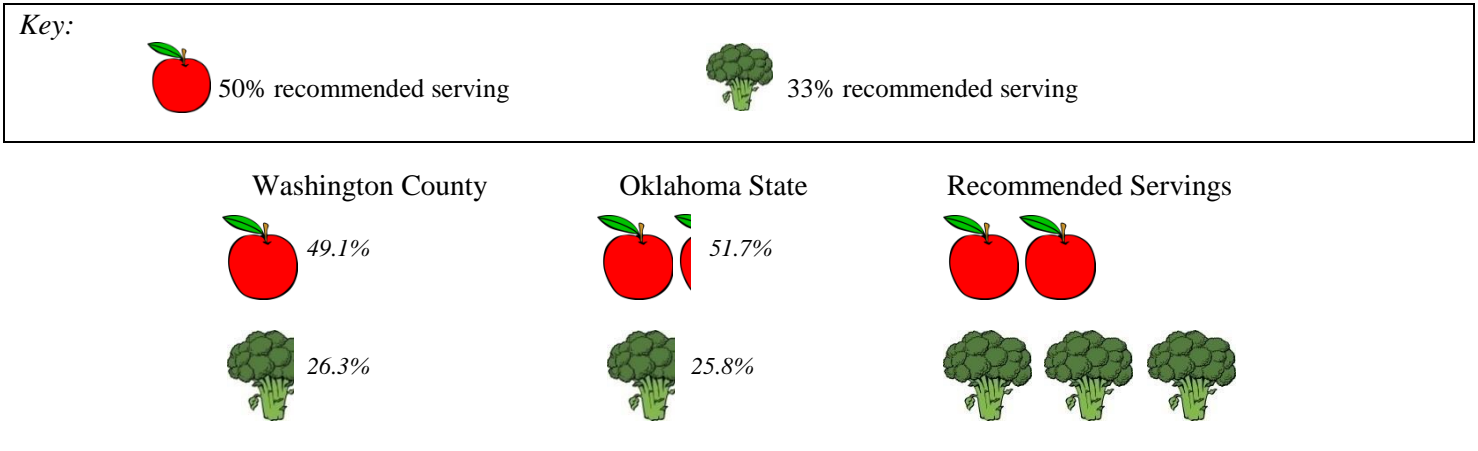 Key:
50% recommended serving 33% recommended serving
Washington County Oklahoma State Recommended Servings
49.1% 51.7%
26.3% 25.8%